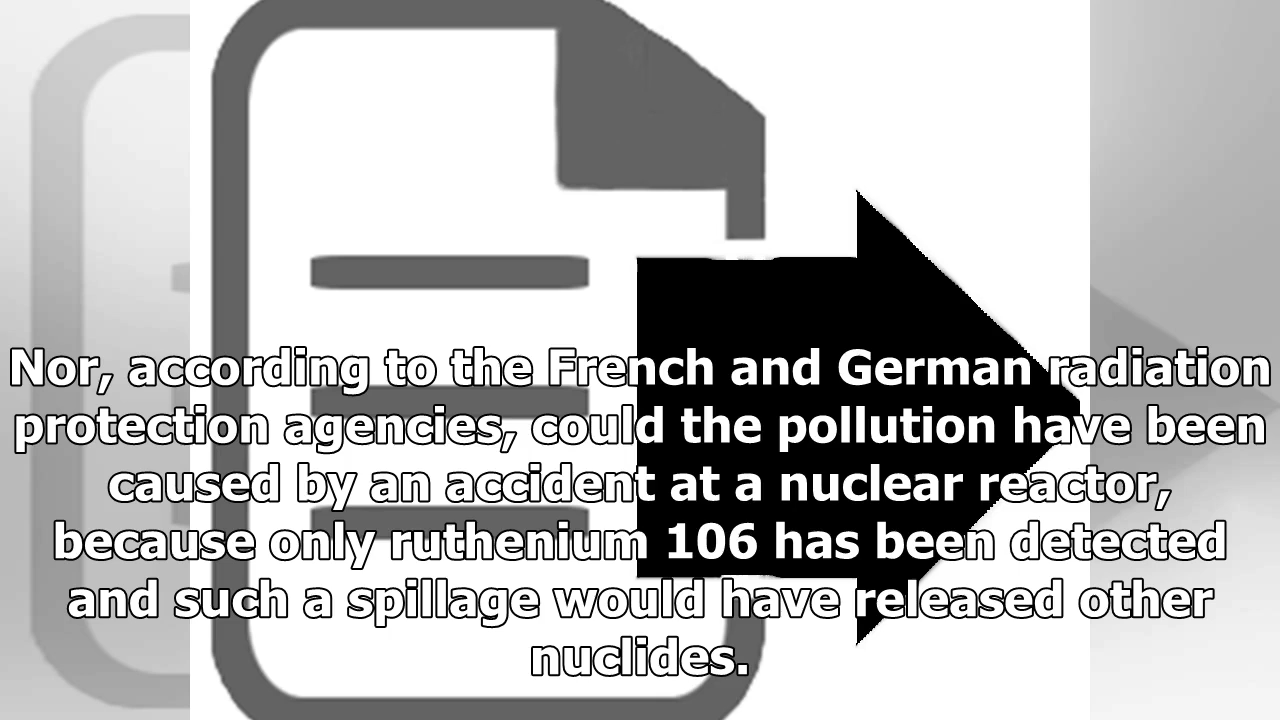 Nor, according to the French and German radiation
protection agencies, could the pollution have been
caused by an accident at a nuclear reactor,
because only ruthenium 106 has been detected
and such a spillage would have released other
nuclides.